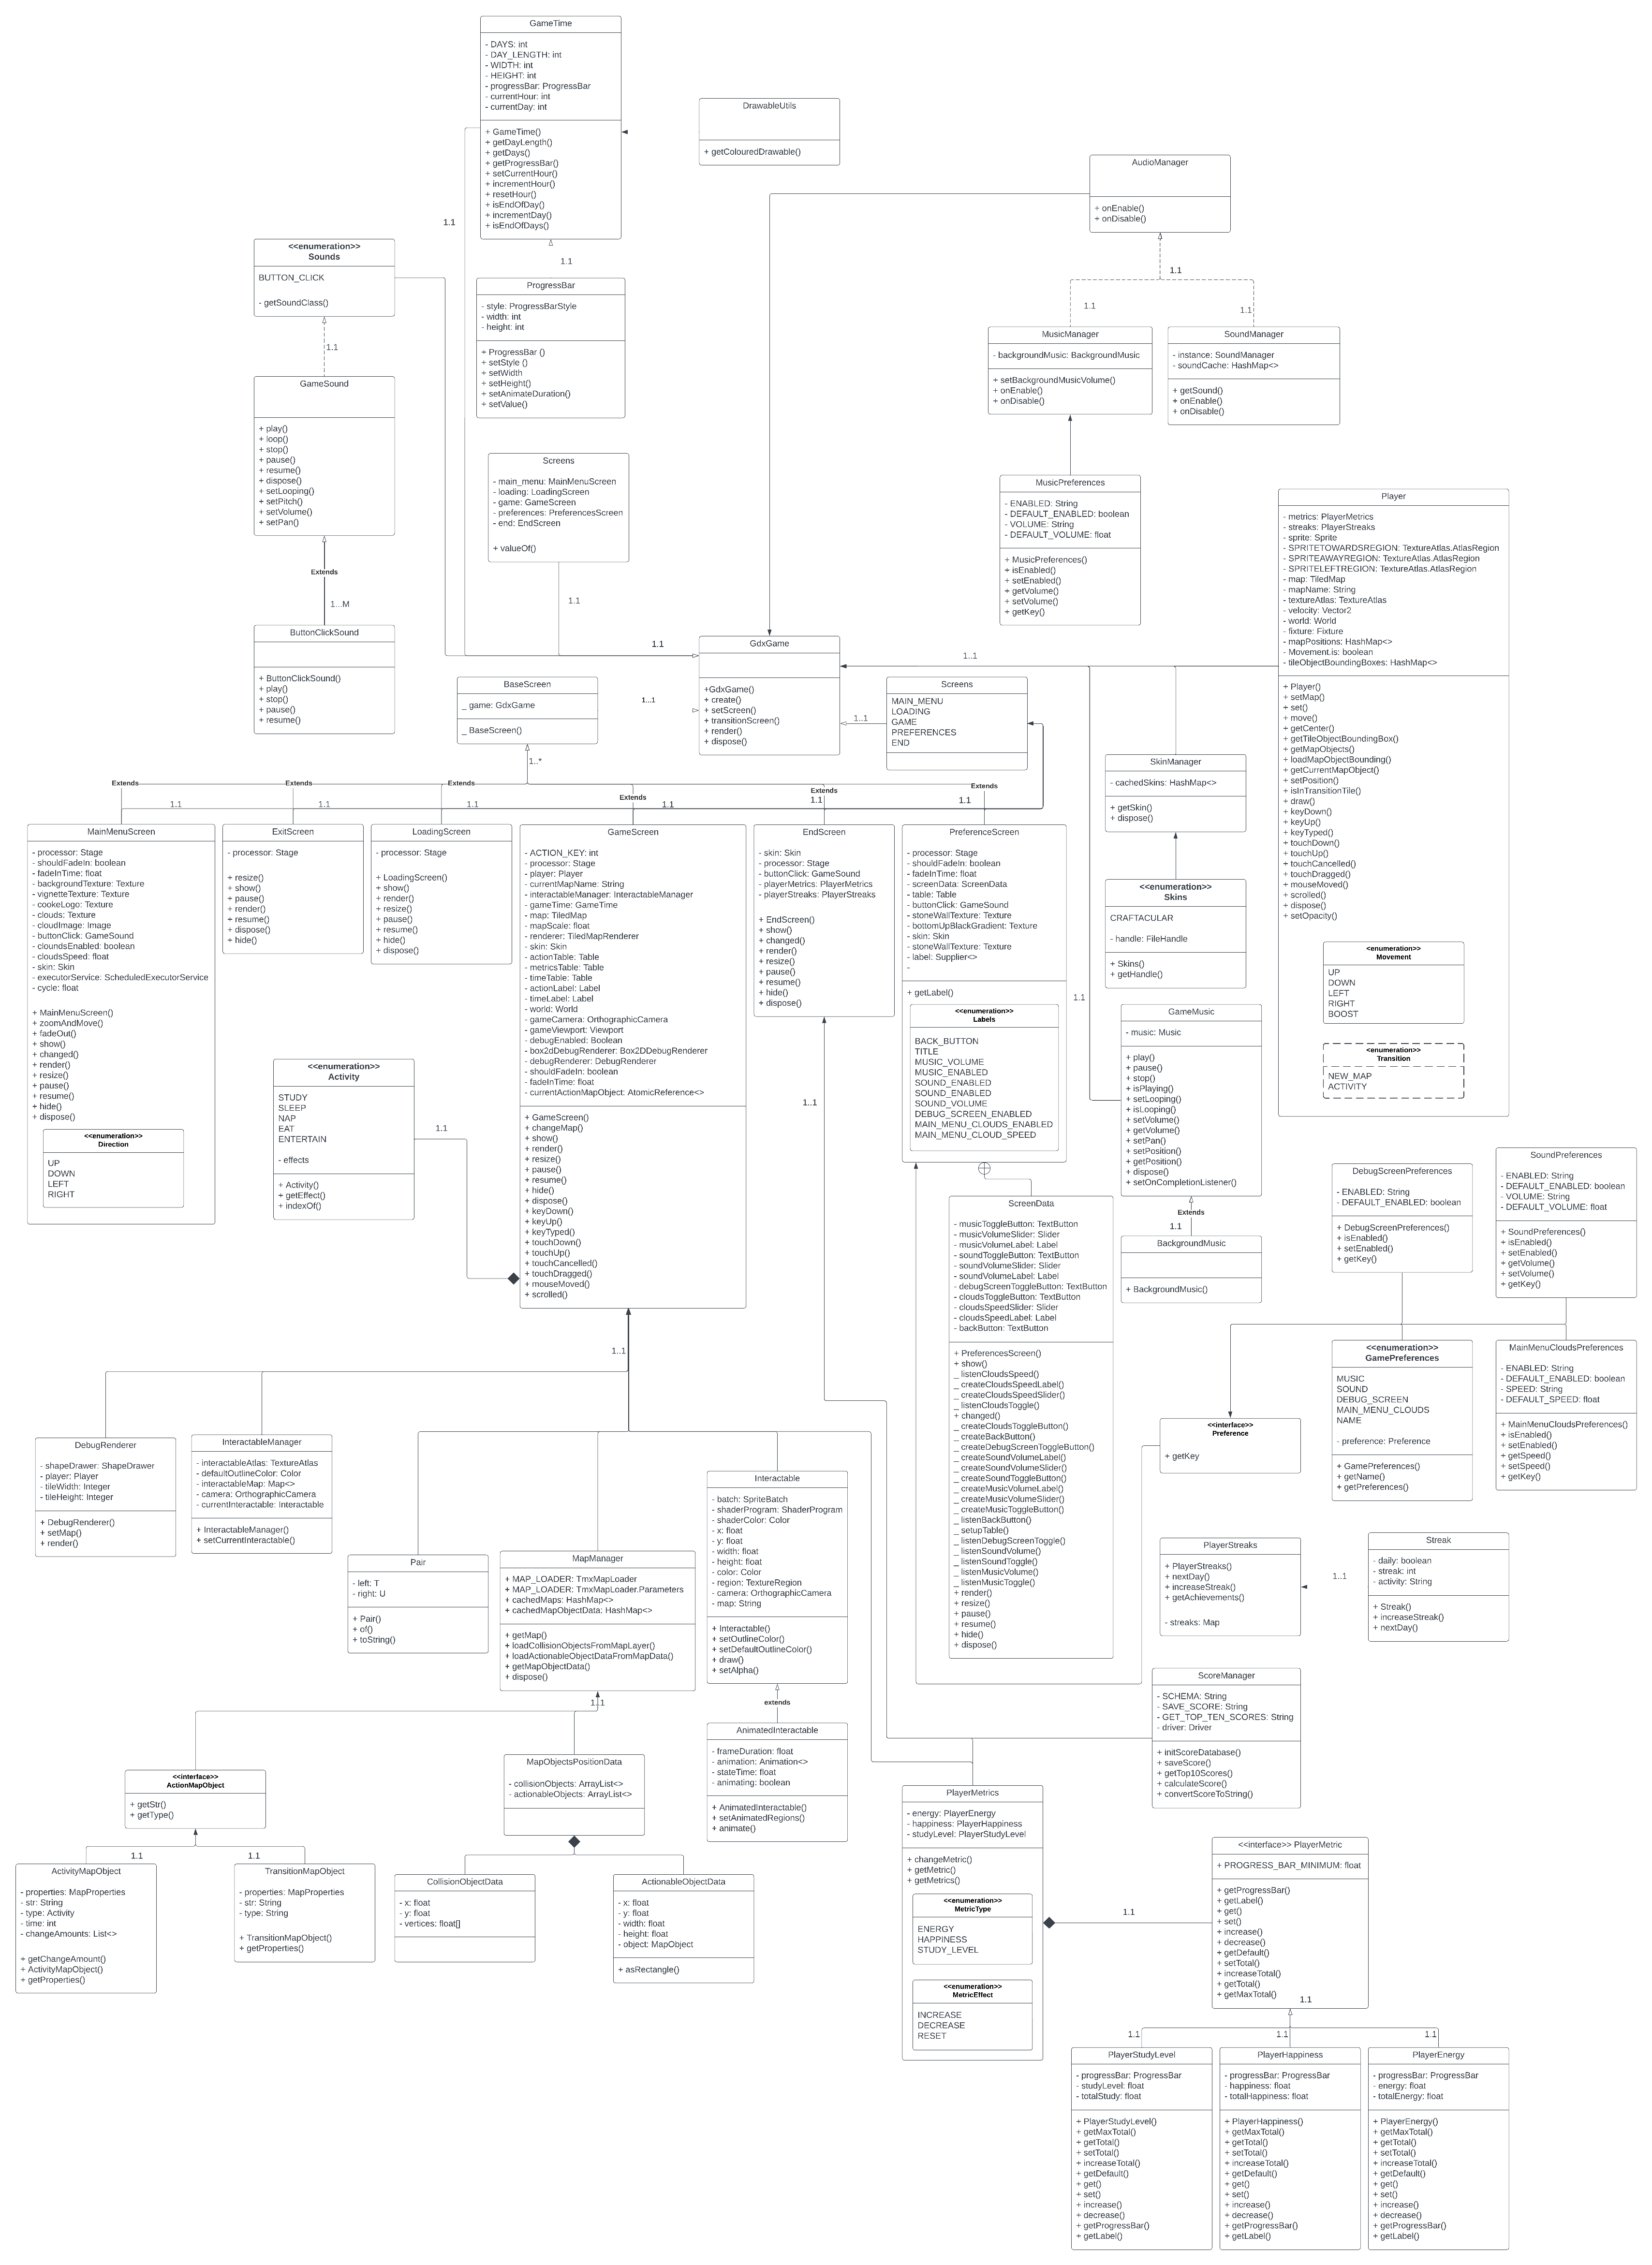 GameTime
- DAYS: int
- DAY_LENGTH: int
- WIDTH: int
- HEIGHT: int
- progressBar: ProgressBar
- currentHour: int
- currentDay: int
+ GameTime()
+ getDayLength()
+ getDays()
+ getProgressBar()
+ setCurrentHour()
+ incrementHour()
+ resetHour()
+ isEndOfDay()
+ incrementDay()
+ isEndOfDays()
DrawableUtils
+ getColouredDrawable()
AudioManager
+ onEnable()
+ onDisable()
1.1
<<enumeration>>
Sounds
BUTTON_CLICK
- getSoundClass()
1.1
ProgressBar
- style: ProgressBarStyle
- width: int
- height: int
+ ProgressBar ()
+ setStyle ()
+ setWidth
+ setHeight()
+ setAnimateDuration()
+ setValue()
1.1
1.1
1.1
MusicManager
- backgroundMusic: BackgroundMusic
+ setBackgroundMusicVolume()
+ onEnable()
+ onDisable()
SoundManager
- instance: SoundManager
- soundCache: HashMap<>
+ getSound()
+ onEnable()
+ onDisable()
1.1
GameSound
+ play()
+ loop()
+ stop()
+ pause()
+ resume()
+ dispose()
+ setLooping()
+ setPitch()
+ setVolume()
+ setPan()
Screens
- main_menu: MainMenuScreen
- loading: LoadingScreen
- game: GameScreen
- preferences: PreferencesScreen
- end: EndScreen
+ valueOf()
MusicPreferences
- ENABLED: String
- DEFAULT_ENABLED: boolean
- VOLUME: String
- DEFAULT_VOLUME: float
+ MusicPreferences()
+ isEnabled()
+ setEnabled()
+ getVolume()
+ setVolume()
+ getKey()
Player
- metrics: PlayerMetrics
- streaks: PlayerStreaks
- sprite: Sprite
- SPRITETOWARDSREGION: TextureAtlas.AtlasRegion
- SPRITEAWAYREGION: TextureAtlas.AtlasRegion
- SPRITELEFTREGION: TextureAtlas.AtlasRegion
- map: TiledMap
- mapName: String
- textureAtlas: TextureAtlas
- velocity: Vector2
- world: World
- fixture: Fixture
- mapPositions: HashMap<>
- Movement.is: boolean
- tileObjectBoundingBoxes: HashMap<>
+ Player()
+ setMap()
+ set()
+ move()
+ getCenter()
+ getTileObjectBoundingBox()
+ getMapObjects()
+ loadMapObjectBounding()
+ getCurrentMapObject()
+ setPosition()
+ isInTransitionTile()
+ draw()
+ keyDown()
+ keyUp()
+ keyTyped()
+ touchDown()
+ touchUp()
+ touchCancelled()
+ touchDragged()
+ mouseMoved()
+ scrolled()
+ dispose()
+ setOpacity()
<enumeration>
Movement
UP
DOWN
LEFT
RIGHT
BOOST
<enumeration>
Transition
NEW_MAP
ACTIVITY
Extends
1...M
ButtonClickSound
+ ButtonClickSound()
+ play()
+ stop()
+ pause()
+ resume()
1.1
1.1
GdxGame
+GdxGame()
+ create()
+ setScreen()
+ transitionScreen()
+ render()
+ dispose()
1..1
BaseScreen
_ game: GdxGame
_ BaseScreen()
1...1
1..1
Screens
MAIN_MENU
LOADING
GAME
PREFERENCES
END
SkinManager
- cachedSkins: HashMap<>
+ getSkin()
+ dispose()
1..*
Extends
Extends
Extends
Extends
Extends
Extends
1.1
1.1
1.1
1.1
1.1
1.1
MainMenuScreen
- processor: Stage
- shouldFadeIn: boolean
- fadeInTime: float
- backgroundTexture: Texture
- vignetteTexture: Texture
- cookeLogo: Texture
- clouds: Texture
- cloudImage: Image
- buttonClick: GameSound
- cloundsEnabled: boolean
- cloudsSpeed: float
- skin: Skin
- executorService: ScheduledExecutorService
- cycle: float
+ MainMenuScreen()
+ zoomAndMove()
+ fadeOut()
+ show()
+ changed()
+ render()
+ resize()
+ pause()
+ resume()
+ hide()
+ dispose()
<<enumeration>>
Direction
UP
DOWN
LEFT
RIGHT
ExitScreen
- processor: Stage
+ resize()
+ show()
+ pause()
+ render()
+ resume()
+ dispose()
+ hide()
LoadingScreen
- processor: Stage
+ LoadingScreen()
+ show()
+ render()
+ resize()
+ pause()
+ resume()
+ hide()
+ dispose()
GameScreen
- ACTION_KEY: int
- processor: Stage
- player: Player
- currentMapName: String
- interactableManager: InteractableManager
- gameTime: GameTime
- map: TiledMap
- mapScale: float
- renderer: TiledMapRenderer
- skin: Skin
- actionTable: Table
- metricsTable: Table
- timeTable: Table
- actionLabel: Label
- timeLabel: Label
- world: World
- gameCamera: OrthographicCamera
- gameViewport: Viewport
- debugEnabled: Boolean
- box2dDebugRenderer: Box2DDebugRenderer
- debugRenderer: DebugRenderer
- shouldFadeIn: boolean
- fadeInTime: float
- currentActionMapObject: AtomicReference<>
+ GameScreen()
+ changeMap()
+ show()
+ render()
+ resize()
+ pause()
+ resume()
+ hide()
+ dispose()
+ keyDown()
+ keyUp()
+ keyTyped()
+ touchDown()
+ touchUp()
+ touchCancelled()
+ touchDragged()
+ mouseMoved()
+ scrolled()
EndScreen
- skin: Skin
- processor: Stage
- buttonClick: GameSound
- playerMetrics: PlayerMetrics
- playerStreaks: PlayerStreaks
+ EndScreen()
+ show()
+ changed()
+ render()
+ resize()
+ pause()
+ resume()
+ hide()
+ dispose()
PreferenceScreen
- processor: Stage
- shouldFadeIn: boolean
- fadeInTime: float
- screenData: ScreenData
- table: Table
- buttonClick: GameSound
- stoneWallTexture: Texture
- bottomUpBlackGradient: Texture
- skin: Skin
- stoneWallTexture: Texture
- label: Supplier<>
-
+ getLabel()
<<enumeration>>
Labels
BACK_BUTTON
TITLE
MUSIC_VOLUME
MUSIC_ENABLED
SOUND_ENABLED
SOUND_ENABLED
SOUND_VOLUME
DEBUG_SCREEN_ENABLED
MAIN_MENU_CLOUDS_ENABLED
MAIN_MENU_CLOUD_SPEED
<<enumeration>>
Skins
CRAFTACULAR
- handle: FileHandle
+ Skins()
+ getHandle()
1.1
GameMusic
- music: Music
+ play()
+ pause()
+ stop()
+ isPlaying()
+ setLooping()
+ isLooping()
+ setVolume()
+ getVolume()
+ setPan()
+ setPosition()
+ getPosition()
+ dispose()
+ setOnCompletionListener()
<<enumeration>>
Activity
STUDY
SLEEP
NAP
EAT
ENTERTAIN
- effects
+ Activity()
+ getEffect()
+ indexOf()
1.1
1..1
Extends
1.1
BackgroundMusic
+ BackgroundMusic()
ScreenData
- musicToggleButton: TextButton
- musicVolumeSlider: Slider
- musicVolumeLabel: Label
- soundToggleButton: TextButton
- soundVolumeSlider: Slider
- soundVolumeLabel: Label
- debugScreenToggleButton: TextButton
- cloudsToggleButton: TextButton
- cloudsSpeedSlider: Slider
- cloudsSpeedLabel: Label
- backButton: TextButton
+ PreferencesScreen()
+ show()
_ listenCloudsSpeed()
_ createCloudsSpeedLabel()
_ createCloudsSpeedSlider()
_ listenCloudsToggle()
+ changed()
_ createCloudsToggleButton()
_ createBackButton()
_ createDebugScreenToggleButton()
_ createSoundVolumeLabel()
_ createSoundVolumeSlider()
_ createSoundToggleButton()
_ createMusicVolumeLabel()
_ createMusicVolumeSlider()
_ createMusicToggleButton()
_ listenBackButton()
_ setupTable()
_ listenDebugScreenToggle()
_ listenSoundVolume()
_ listenSoundToggle()
_ listenMusicVolume()
_ listenMusicToggle()
+ render()
+ resize()
+ pause()
+ resume()
+ hide()
+ dispose()
DebugScreenPreferences
- ENABLED: String
- DEFAULT_ENABLED: boolean
+ DebugScreenPreferences()
+ isEnabled()
+ setEnabled()
+ getKey()
SoundPreferences
- ENABLED: String
- DEFAULT_ENABLED: boolean
- VOLUME: String
- DEFAULT_VOLUME: float
+ SoundPreferences()
+ isEnabled()
+ setEnabled()
+ getVolume()
+ setVolume()
+ getKey()
<<enumeration>>
GamePreferences
MUSIC
SOUND
DEBUG_SCREEN
MAIN_MENU_CLOUDS
NAME
- preference: Preference
+ GamePreferences()
+ getName()
+ getPreferences()
MainMenuCloudsPreferences
- ENABLED: String
- DEFAULT_ENABLED: boolean
- SPEED: String
- DEFAULT_SPEED: float
+ MainMenuCloudsPreferences()
+ isEnabled()
+ setEnabled()
+ getSpeed()
+ setSpeed()
+ getKey()
<<interface>>
Preference
+ getKey
1..1
DebugRenderer
- shapeDrawer: ShapeDrawer
- player: Player
- tileWidth: Integer
- tileHeight: Integer
+ DebugRenderer()
+ setMap()
+ render()
InteractableManager
- interactableAtlas: TextureAtlas
- defaultOutlineColor: Color
- interactableMap: Map<>
- camera: OrthographicCamera
- currentInteractable: Interactable
+ InteractableManager()
+ setCurrentInteractable()
Pair
- left: T
- right: U
+ Pair()
+ of()
+ toString()
MapManager
+ MAP_LOADER: TmxMapLoader
+ MAP_LOADER: TmxMapLoader.Parameters
+ cachedMaps: HashMap<>
+ cachedMapObjectData: HashMap<>
+ getMap()
+ loadCollisionObjectsFromMapLayer()
+ loadActionableObjectDataFromMapData()
+ getMapObjectData()
+ dispose()
Interactable
- batch: SpriteBatch
- shaderProgram: ShaderProgram
- shaderColor: Color
- x: float
- y: float
- width: float
- height: float
- color: Color
- region: TextureRegion
- camera: OrthographicCamera
- map: String
+ Interactable()
+ setOutlineColor()
+ setDefaultOutlineColor()
+ draw()
+ setAlpha()
PlayerStreaks
+ PlayerStreaks()
+ nextDay()
+ increaseStreak()
+ getAchievements()
- streaks: Map
1..1
Streak
- daily: boolean
- streak: int
- activity: String
+ Streak()
+ increaseStreak()
+ nextDay()
ScoreManager
- SCHEMA: String
- SAVE_SCORE: String
- GET_TOP_TEN_SCORES: String
- driver: Driver
+ initScoreDatabase()
+ saveScore()
+ getTop10Scores()
+ calculateScore()
+ convertScoreToString()
1..1
extends
AnimatedInteractable
- frameDuration: float
- animation: Animation<>
- stateTime: float
- animating: boolean
+ AnimatedInteractable()
+ setAnimatedRegions()
+ animate()
<<interface>>
ActionMapObject
+ getStr()
+ getType()
MapObjectsPositionData
- collisionObjects: ArrayList<>
- actionableObjects: ArrayList<>
1.1
1.1
ActivityMapObject
- properties: MapProperties
- str: String
- type: Activity
- time: int
- changeAmounts: List<>
+ getChangeAmount()
+ ActivityMapObject()
+ getProperties()
TransitionMapObject
- properties: MapProperties
- str: String
- type: String
+ TransitionMapObject()
+ getProperties()
CollisionObjectData
- x: float
- y: float
- vertices: float[]
ActionableObjectData
- x: float
- y: float
- width: float
- height: float
- object: MapObject
+ asRectangle()
PlayerMetrics
- energy: PlayerEnergy
- happiness: PlayerHappiness
- studyLevel: PlayerStudyLevel
+ changeMetric()
+ getMetric()
+ getMetrics()
<<enumeration>>
MetricType
ENERGY
HAPPINESS
STUDY_LEVEL
<<enumeration>>
MetricEffect
INCREASE
DECREASE
RESET
1.1
<<interface>> PlayerMetric
+ PROGRESS_BAR_MINIMUM: float
+ getProgressBar()
+ getLabel()
+ get()
+ set()
+ increase()
+ decrease()
+ getDefault()
+ setTotal()
+ increaseTotal()
+ getTotal()
+ getMaxTotal()
1.1
1.1
1.1
1.1
PlayerStudyLevel
- progressBar: ProgressBar
- studyLevel: float
- totalStudy: float
+ PlayerStudyLevel()
+ getMaxTotal()
+ getTotal()
+ setTotal()
+ increaseTotal()
+ getDefault()
+ get()
+ set()
+ increase()
+ decrease()
+ getProgressBar()
+ getLabel()
PlayerHappiness
- progressBar: ProgressBar
- happiness: float
- totalHappiness: float
+ PlayerHappiness()
+ getMaxTotal()
+ getTotal()
+ setTotal()
+ increaseTotal()
+ getDefault()
+ get()
+ set()
+ increase()
+ decrease()
+ getProgressBar()
+ getLabel()
PlayerEnergy
- progressBar: ProgressBar
- energy: float
- totalEnergy: float
+ PlayerEnergy()
+ getMaxTotal()
+ getTotal()
+ setTotal()
+ increaseTotal()
+ getDefault()
+ get()
+ set()
+ increase()
+ decrease()
+ getProgressBar()
+ getLabel()